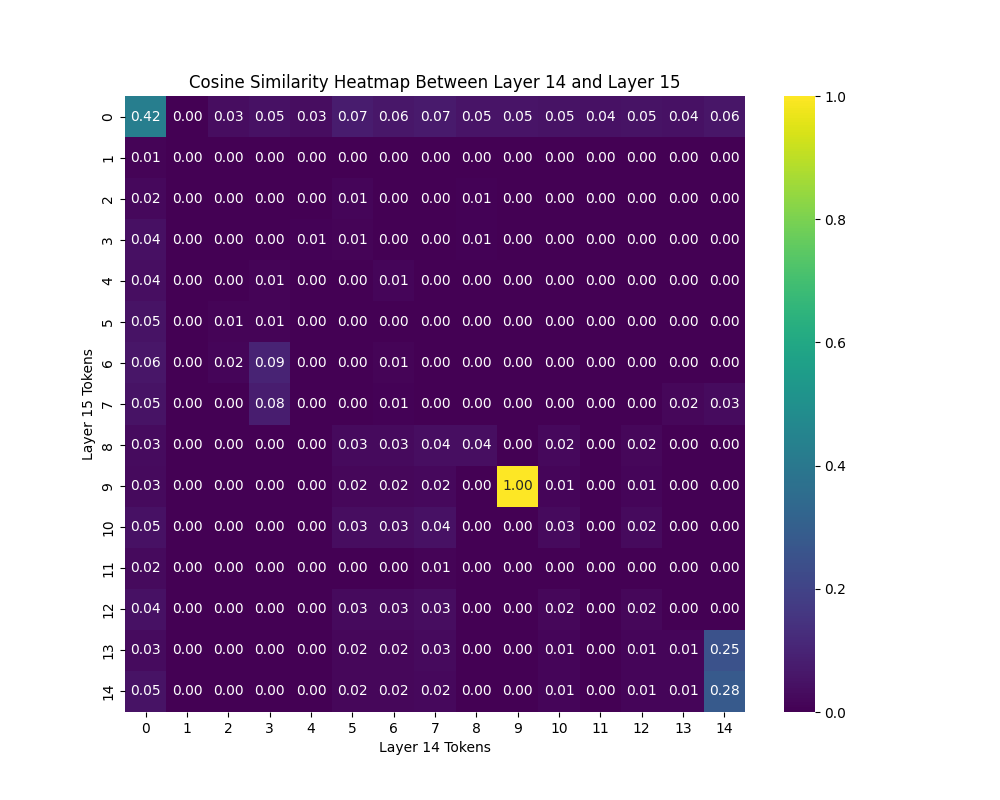 Cosine Similarity Heatmap Between Layer 14 and Layer 15
0 0.42 0.00 0.03 0.05 0.03 0.07 0.06 0.07 0.05 0.05 0.05 0.04 0.05 0.04 0.06
1 0.01 0.00 0.00 0.00 0.00 0.00 0.00 0.00 0.00 0.00 0.00 0.00 0.00 0.00 0.00
2 0.02 0.00 0.00 0.00 0.00 0.01 0.00 0.00 0.01 0.00 0.00 0.00 0.00 0.00 0.00
3 0.04 0.00 0.00 0.00 0.01 0.01 0.00 0.00 0.01 0.00 0.00 0.00 0.00 0.00 0.00
4 0.04 0.00 0.00 0.01 0.00 0.00 0.01 0.00 0.00 0.00 0.00 0.00 0.00 0.00 0.00
5 0.05 0.00 0.01 0.01 0.00 0.00 0.00 0.00 0.00 0.00 0.00 0.00 0.00 0.00 0.00
6 0.06 0.00 0.02 0.09 0.00 0.00 0.01 0.00 0.00 0.00 0.00 0.00 0.00 0.00 0.00
7 0.05 0.00 0.00 0.08 0.00 0.00 0.01 0.00 0.00 0.00 0.00 0.00 0.00 0.02 0.03
8 0.03 0.00 0.00 0.00 0.00 0.03 0.03 0.04 0.04 0.00 0.02 0.00 0.02 0.00 0.00
9 0.03 0.00 0.00 0.00 0.00 0.02 0.02 0.02 0.00 1.00 0.01 0.00 0.01 0.00 0.00
10 0.05 0.00 0.00 0.00 0.00 0.03 0.03 0.04 0.00 0.00 0.03 0.00 0.02 0.00 0.00
11 0.02 0.00 0.00 0.00 0.00 0.00 0.00 0.01 0.00 0.00 0.00 0.00 0.00 0.00 0.00
12 0.04 0.00 0.00 0.00 0.00 0.03 0.03 0.03 0.00 0.00 0.02 0.00 0.02 0.00 0.00
13 0.03 0.00 0.00 0.00 0.00 0.02 0.02 0.03 0.00 0.00 0.01 0.00 0.01 0.01 0.25
14 0.05 0.00 0.00 0.00 0.00 0.02 0.02 0.02 0.00 0.00 0.01 0.00 0.01 0.01 0.28
0 1 2 3 4 5 6 7 8 9 10 11 12 13 14
Layer 14 Tokens
Layer 15 Tokens
1.0
0.8
0.6
0.4
0.2
0.0